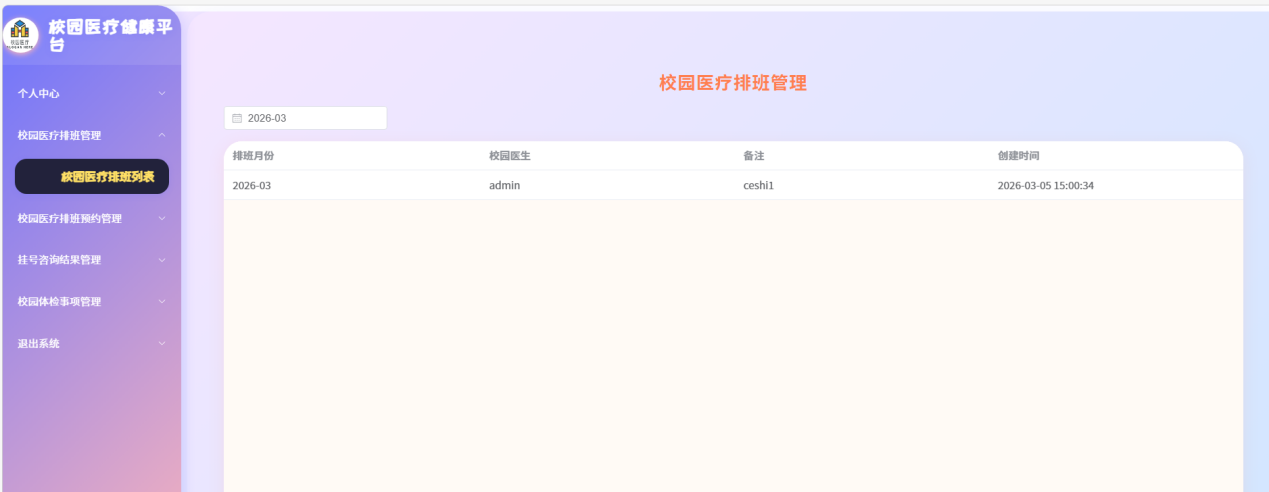 校园医疗健康平
台
个人中心
校园医疗排班管理
校园医疗排班列表
校园医疗排班预约管理
挂号咨询结果管理
校园体检事项管理
退出系统
校园医疗排班管理
2026-03
排班月份 校园医生 备注 创建时间
2026-03 admin ceshi1 2026-03-05 15:00:34